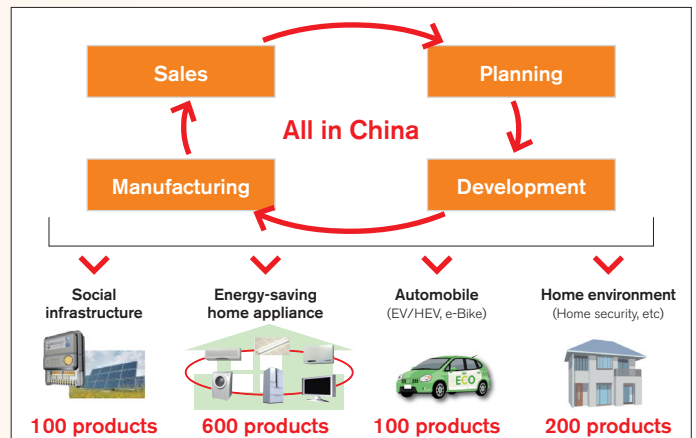 Sales
Planning
All in China
Manufacturing
Development
Social
infrastructure
Energy-saving
home appliance
Automobile
(EV/HEV, e-Bike)
Home environment
(Home security, etc)
ECO
100 products
600 products
100 products
200 products